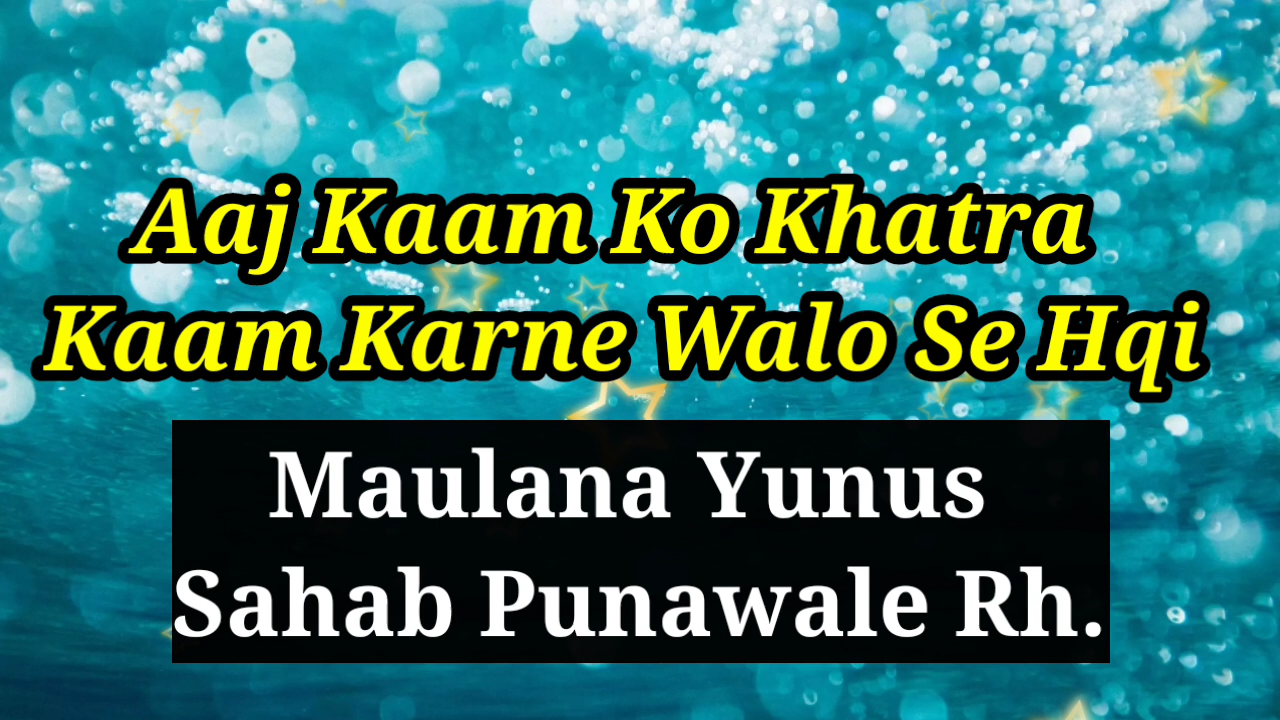 Aaj Kaam Ko Khatra
Kaam Karne Walo Se Hqi
Maulana Yunus
Sahab Punawale Rh.